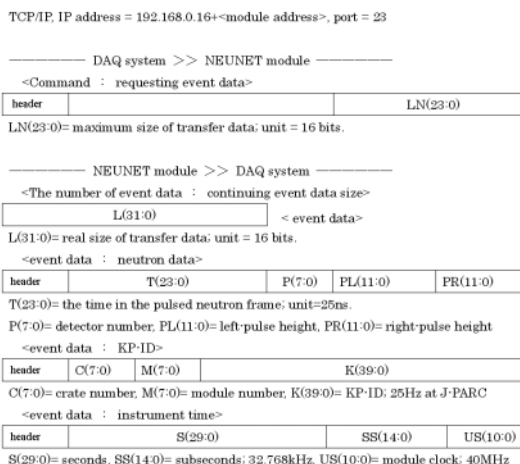 TCP/IP, IP address = 192.168.0.16+<module address>, port = 23
—————— DAQ system >> NEUNET module ——————
<Command : requesting event data>
header LN(23:0)
LN(23:0)= maximum size of transfer data; unit = 16 bits.
—————— NEUNET module >> DAQ system ——————
<The number of event data : continuing event data size>
L(31:0) < event data>
L(31:0)= real size of transfer data; unit = 16 bits.
<event data : neutron data>
header T(23:0) P(7:0) PL(11:0) PR(11:0)
T(23:0)= the time in the pulsed neutron frame; unit=25ns.
P(7:0)= detector number, PL(11:0)= left-pulse height, PR(11:0)= right-pulse height
<event data : KP-ID>
header C(7:0) M(7:0) K(39:0)
C(7:0)= crate number, M(7:0)= module number, K(39:0)= KP-ID; 25Hz at J-PARC
<event data : instrument time>
header S(29:0) SS(14:0) US(10:0)
S(29:0)= seconds, SS(14:0)= subseconds; 32.768kHz, US(10:0)= module clock; 40MHz